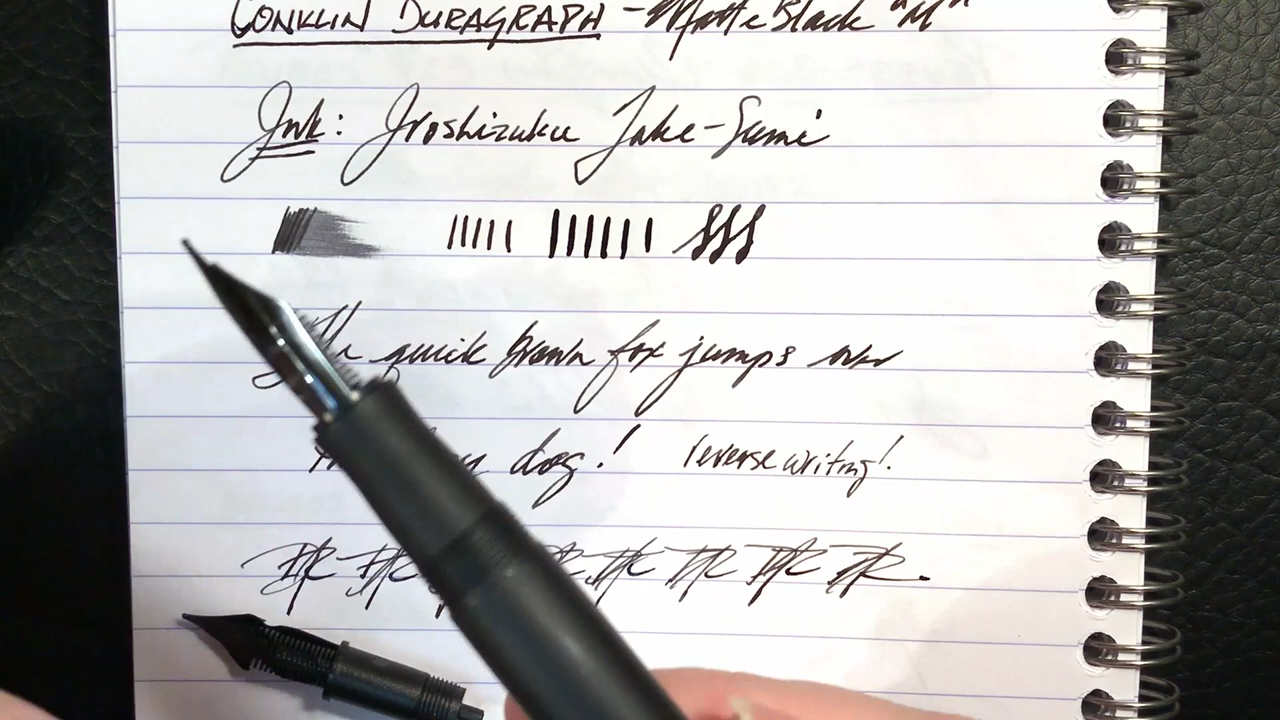 CONKLIN DURAGRAPH - Matte Black "M"
Ink: Iroshizuku Take-Sumi
The quick brown fox jumps over
dog! reverse writing!